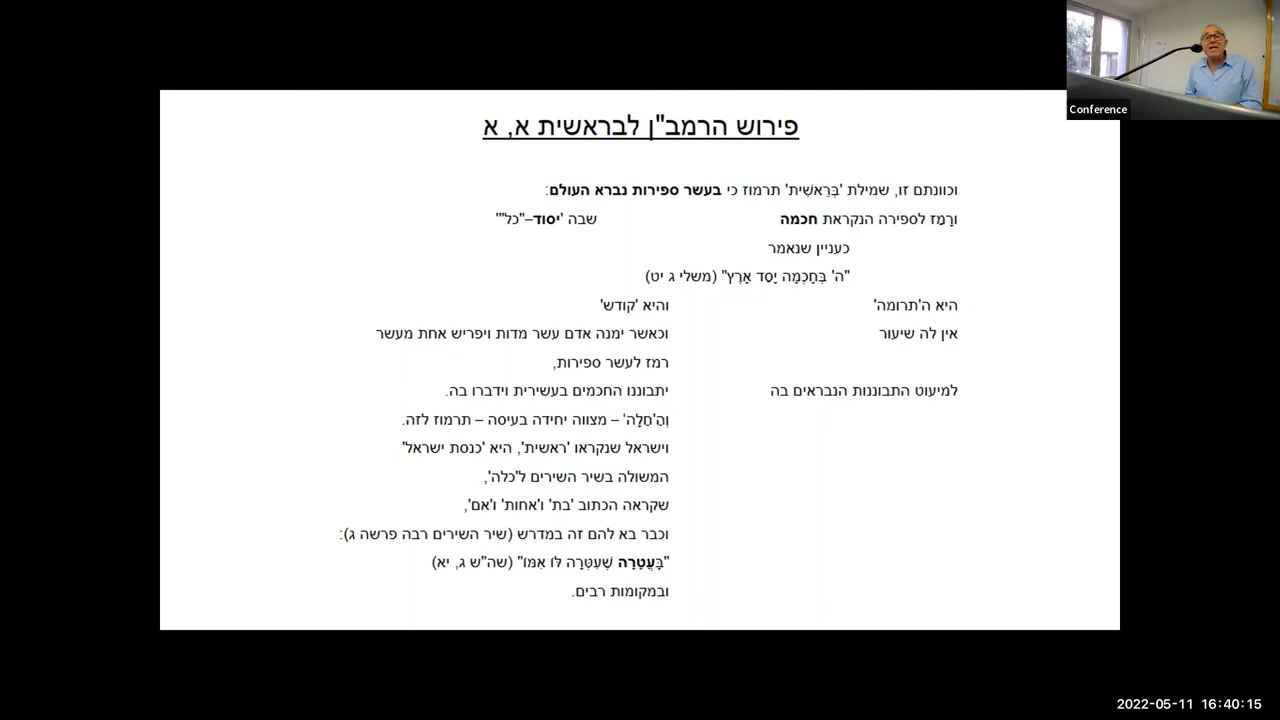 פירוש הרמב"ן לבראשית א, א
וכוונתם זו, שמילת 'בְּרֵאשִׁית' תרמוז כי בעשר ספירות נברא העולם:
ורָמַז לספירה הנקראת חכמה שבה 'יסוד–"כל"'
כעניין שנאמר
"ה' בְּחָכְמָה יָסַד אָרֶץ" (משלי ג יט)
היא ה'תרומה' והיא 'קודש'
אין לה שיעור וכאשר ימנה אדם עשר מדות ויפריש אחת מעשר
רמז לעשר ספירות,
למיעוט התבוננות הנבראים בה יתבוננו החכמים בעשירית וידברו בה.
וְהַ'חַלָּה' – מצווה יחידה בעיסה – תרמוז לזה.
וישראל שנקראו 'ראשית', היא 'כנסת ישראל'
המשולה בשיר השירים ל'כלה',
שקראה הכתוב 'בת' ו'אחות' ו'אם',
וכבר בא להם זה במדרש (שיר השירים רבה פרשה ג):
"בָּעֲטָרָה שֶׁעִטְּרָה לּוֹ אִמּוֹ" (שה"ש ג, יא)
ובמקומות רבים.
Conference
2022-05-11 16:40:15